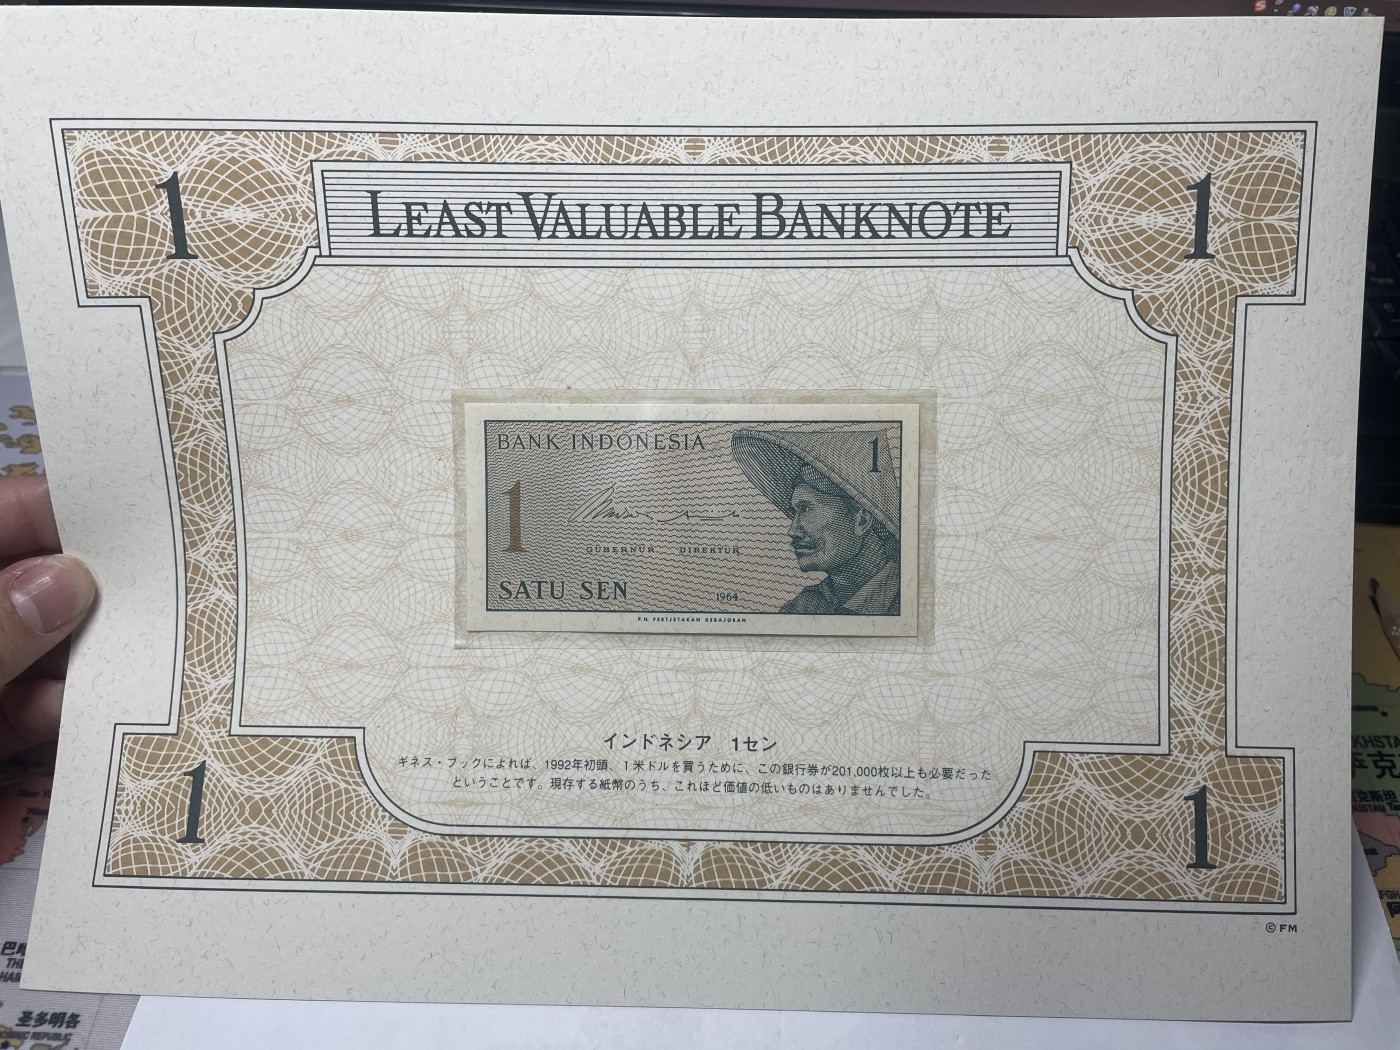 1
LEAST VALUABLE BANKNOTE
1
BANK INDONESIA
1
1
GUBERNUR DIREKTUR
SATU SEN
1964
P.N. PERTJETAKAN KEBAJORAN
インドネシア 1セン
ギネス・ブックによれば、1992年初頭、1米ドルを買うために、この銀行券が201,000枚以上も必要だった
ということです。現存する紙幣のうち、これほど価値の低いものはありませんでした。
1
1
© FM
圣多明各